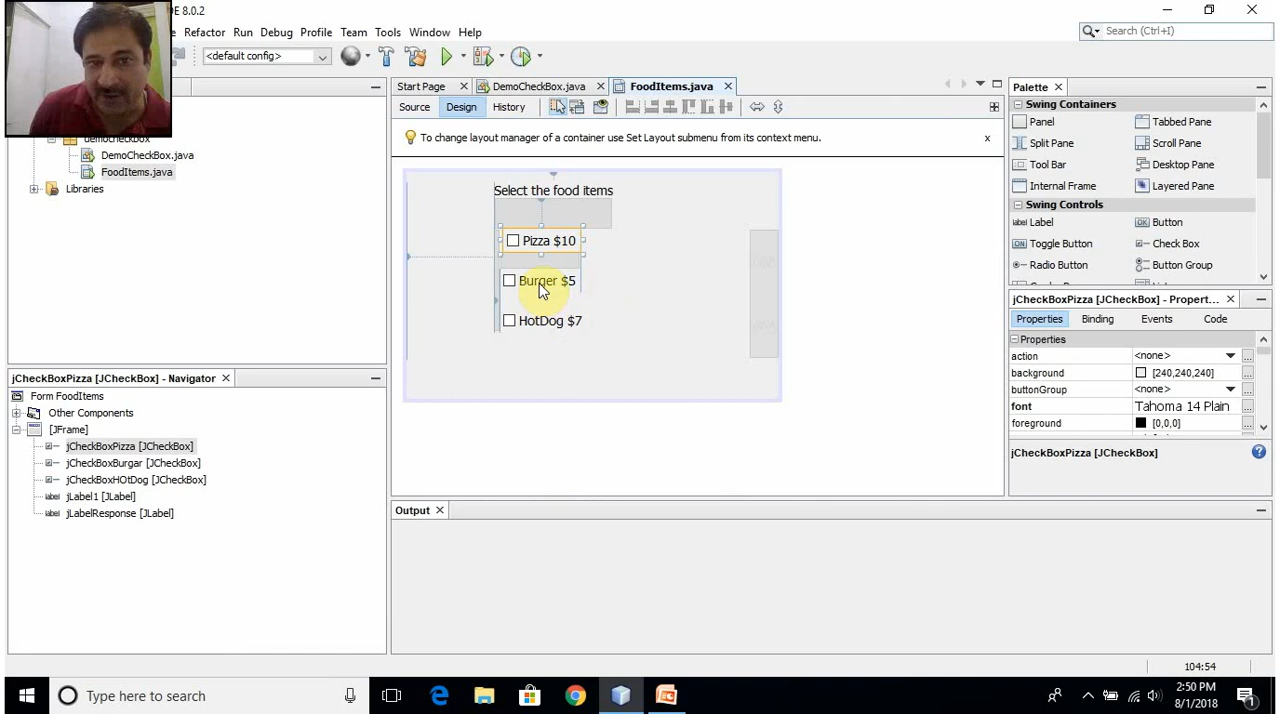 DE 8.0.2
Refactor Run Debug Profile Team Tools Window Help
Search (Ctrl+I)
<default config>
Start Page
DemoCheckBox.java
FoodItems.java
Source Design History
To change layout manager of a container use Set Layout submenu from its context menu.
x
democheckbox
DemoCheckBox.java
FoodItems.java
Libraries
Select the food items
Pizza $10
Burger $5
HotDog $7
Palette
Swing Containers
Panel Tabbed Pane
Split Pane Scroll Pane
Tool Bar Desktop Pane
Internal Frame Layered Pane
Swing Controls
Label OK Button
Toggle Button Check Box
Radio Button Button Group
jCheckBoxPizza [JCheckBox] - Propert...
Properties Binding Events Code
Properties
action <none> ...
background [240,240,240] ...
buttonGroup <none> ...
font Tahoma 14 Plain ...
foreground [0,0,0] ...
jCheckBoxPizza [JCheckBox]
jCheckBoxPizza [JCheckBox] - Navigator
Form FoodItems
Other Components
[JFrame]
jCheckBoxPizza [JCheckBox]
jCheckBoxBurgar [JCheckBox]
jCheckBoxHOtDog [JCheckBox]
label jLabel1 [JLabel]
label jLabelResponse [JLabel]
Output
104:54
Type here to search
2:50 PM
8/1/2018
1